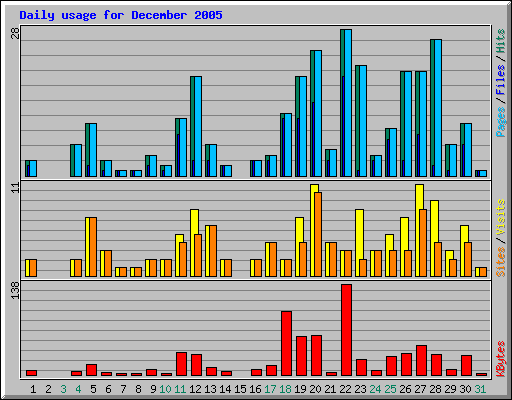 Daily usage for December 2005
28
Pages / Files / Hits
11
Sites / Visits
138
KBytes
1 2 3 4 5 6 7 8 9 10 11 12 13 14 15 16 17 18 19 20 21 22 23 24 25 26 27 28 29 30 31